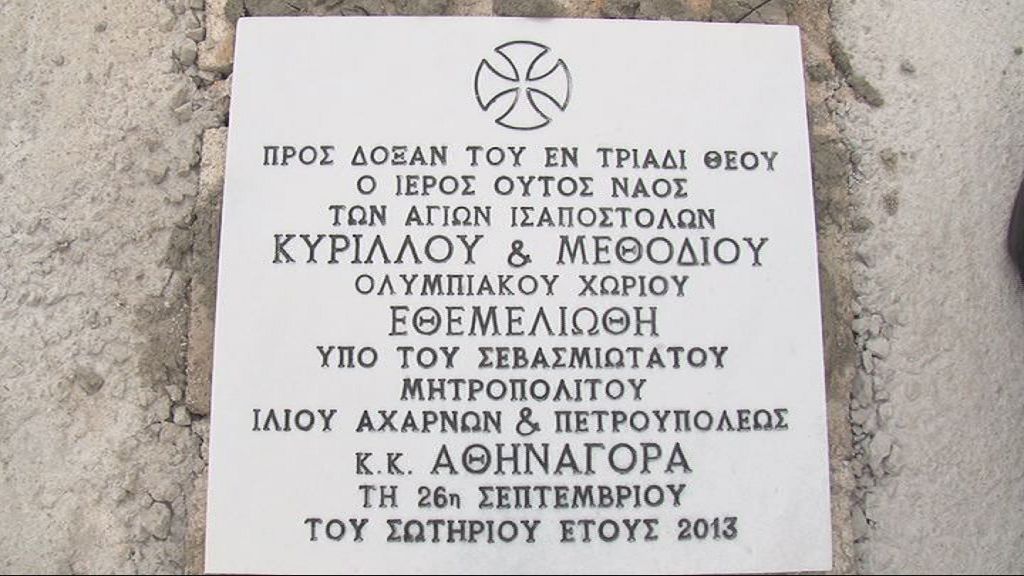 ΠΡΟΣ ΔΟΞΑΝ ΤΟΥ ΕΝ ΤΡΙΑΔΙ ΘΕΟΥ
Ο ΙΕΡΟΣ ΟΥΤΟΣ ΝΑΟΣ
ΤΩΝ ΑΓΙΩΝ ΙΣΑΠΟΣΤΟΛΩΝ
ΚΥΡΙΛΛΟΥ & ΜΕΘΟΔΙΟΥ
ΟΛΥΜΠΙΑΚΟΥ ΧΩΡΙΟΥ
ΕΘΕΜΕΛΙΩΘΗ
ΥΠΟ ΤΟΥ ΣΕΒΑΣΜΙΩΤΑΤΟΥ
ΜΗΤΡΟΠΟΛΙΤΟΥ
ΙΛΙΟΥ ΑΧΑΡΝΩΝ & ΠΕΤΡΟΥΠΟΛΕΩΣ
Κ.Κ. ΑΘΗΝΑΓΟΡΑ
ΤΗ 26η ΣΕΠΤΕΜΒΡΙΟΥ
ΤΟΥ ΣΩΤΗΡΙΟΥ ΕΤΟΥΣ 2013